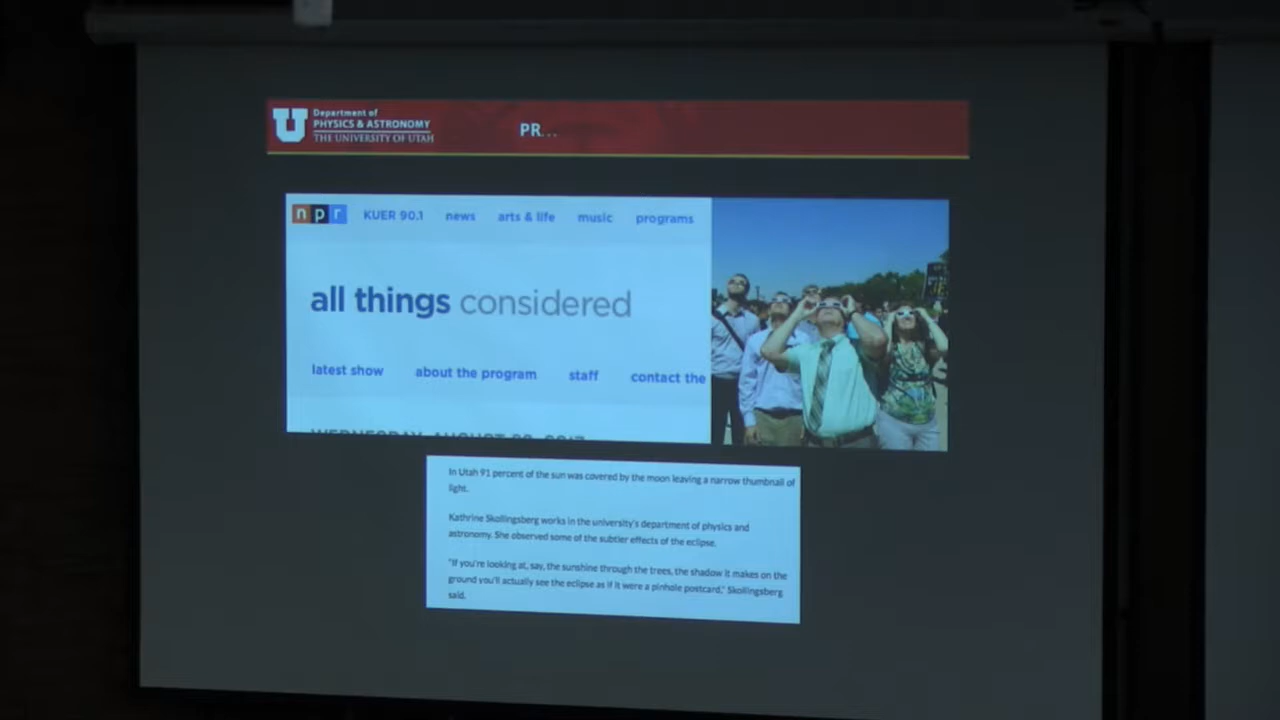 Department of
PHYSICS & ASTRONOMY
THE UNIVERSITY OF UTAH
PR...
npr KUER 90.1 news arts & life music programs
all things considered
latest show about the program staff contact the
WEDNESDAY, AUGUST
In Utah 91 percent of the sun was covered by the moon leaving a narrow thumbnail of
light.
Kathrine Skollingsberg works in the university's department of physics and
astronomy. She observed some of the subtler effects of the eclipse.
"If you're looking at, say, the sunshine through the trees, the shadow it makes on the
ground you'll actually see the eclipse as if it were a pinhole postcard," Skollingsberg
said.